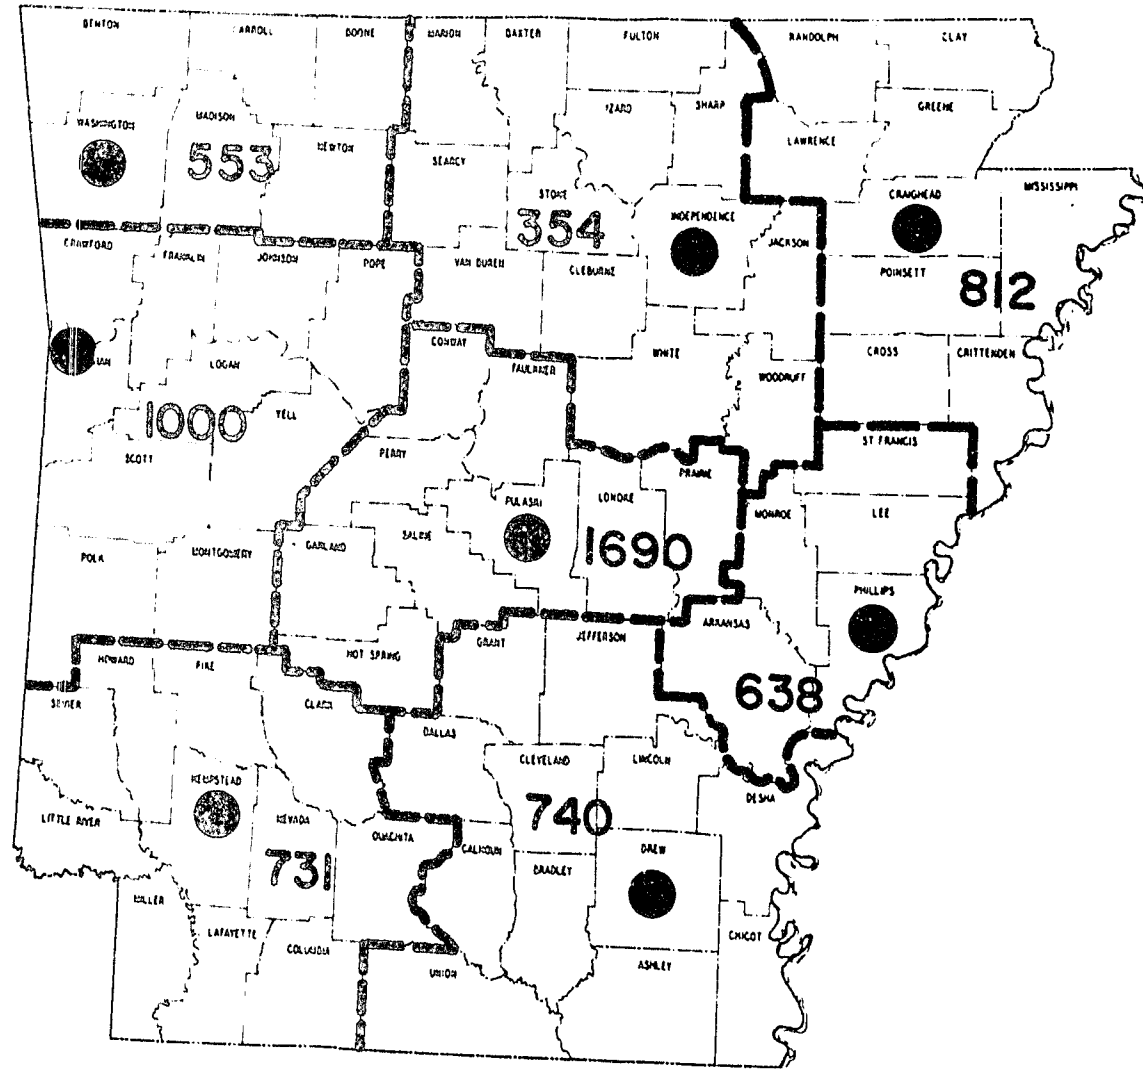 BENTON
CARROLL
BOONE
MARION
BAXTER
FULTON
RANDOLPH
CLAY
IZARD
SHARP
GREENE
WASHINGTON
MADISON
NEWTON
SEARCY
LAWRENCE
553
STONE
354
INDEPENDENCE
JACKSON
CRAIGHEAD
MISSISSIPPI
CRAWFORD
FRANKLIN
JOHNSON
POPE
VAN BUREN
CLEBURNE
POINSETT
812
LOGAN
CONWAY
FAULKNER
WHITE
WOODRUFF
CROSS
CRITTENDEN
1000
YELL
SCOTT
PERRY
PRAIRIE
ST FRANCIS
PULASKI
LONOKE
MONROE
LEE
POLK
MONTGOMERY
GARLAND
SALINE
1690
PHILLIPS
HOWARD
PIKE
HOT SPRING
GRANT
JEFFERSON
ARKANSAS
638
SEVIER
CLARK
DALLAS
CLEVELAND
LINCOLN
DESHA
HEMPSTEAD
LITTLE RIVER
NEVADA
OUACHITA
CALHOUN
740
731
BRADLEY
DREW
MILLER
LAFAYETTE
COLUMBIA
UNION
ASHLEY
CHICOT